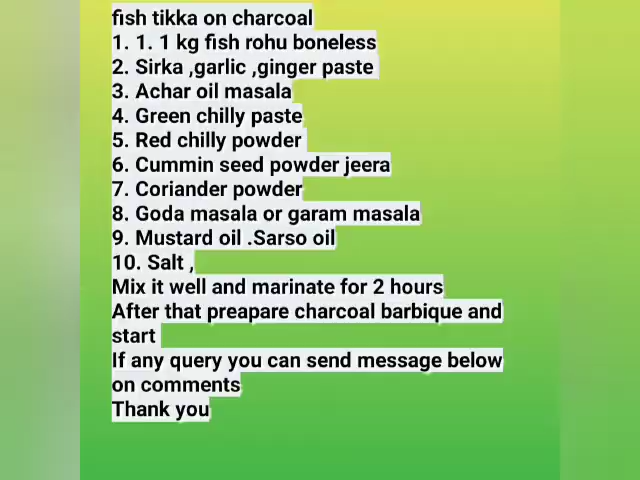 fish tikka on charcoal
1. 1. 1 kg fish rohu boneless
2. Sirka ,garlic ,ginger paste
3. Achar oil masala
4. Green chilly paste
5. Red chilly powder
6. Cummin seed powder jeera
7. Coriander powder
8. Goda masala or garam masala
9. Mustard oil .Sarso oil
10. Salt ,
Mix it well and marinate for 2 hours
After that preapare charcoal barbique and
start
If any query you can send message below
on comments
Thank you